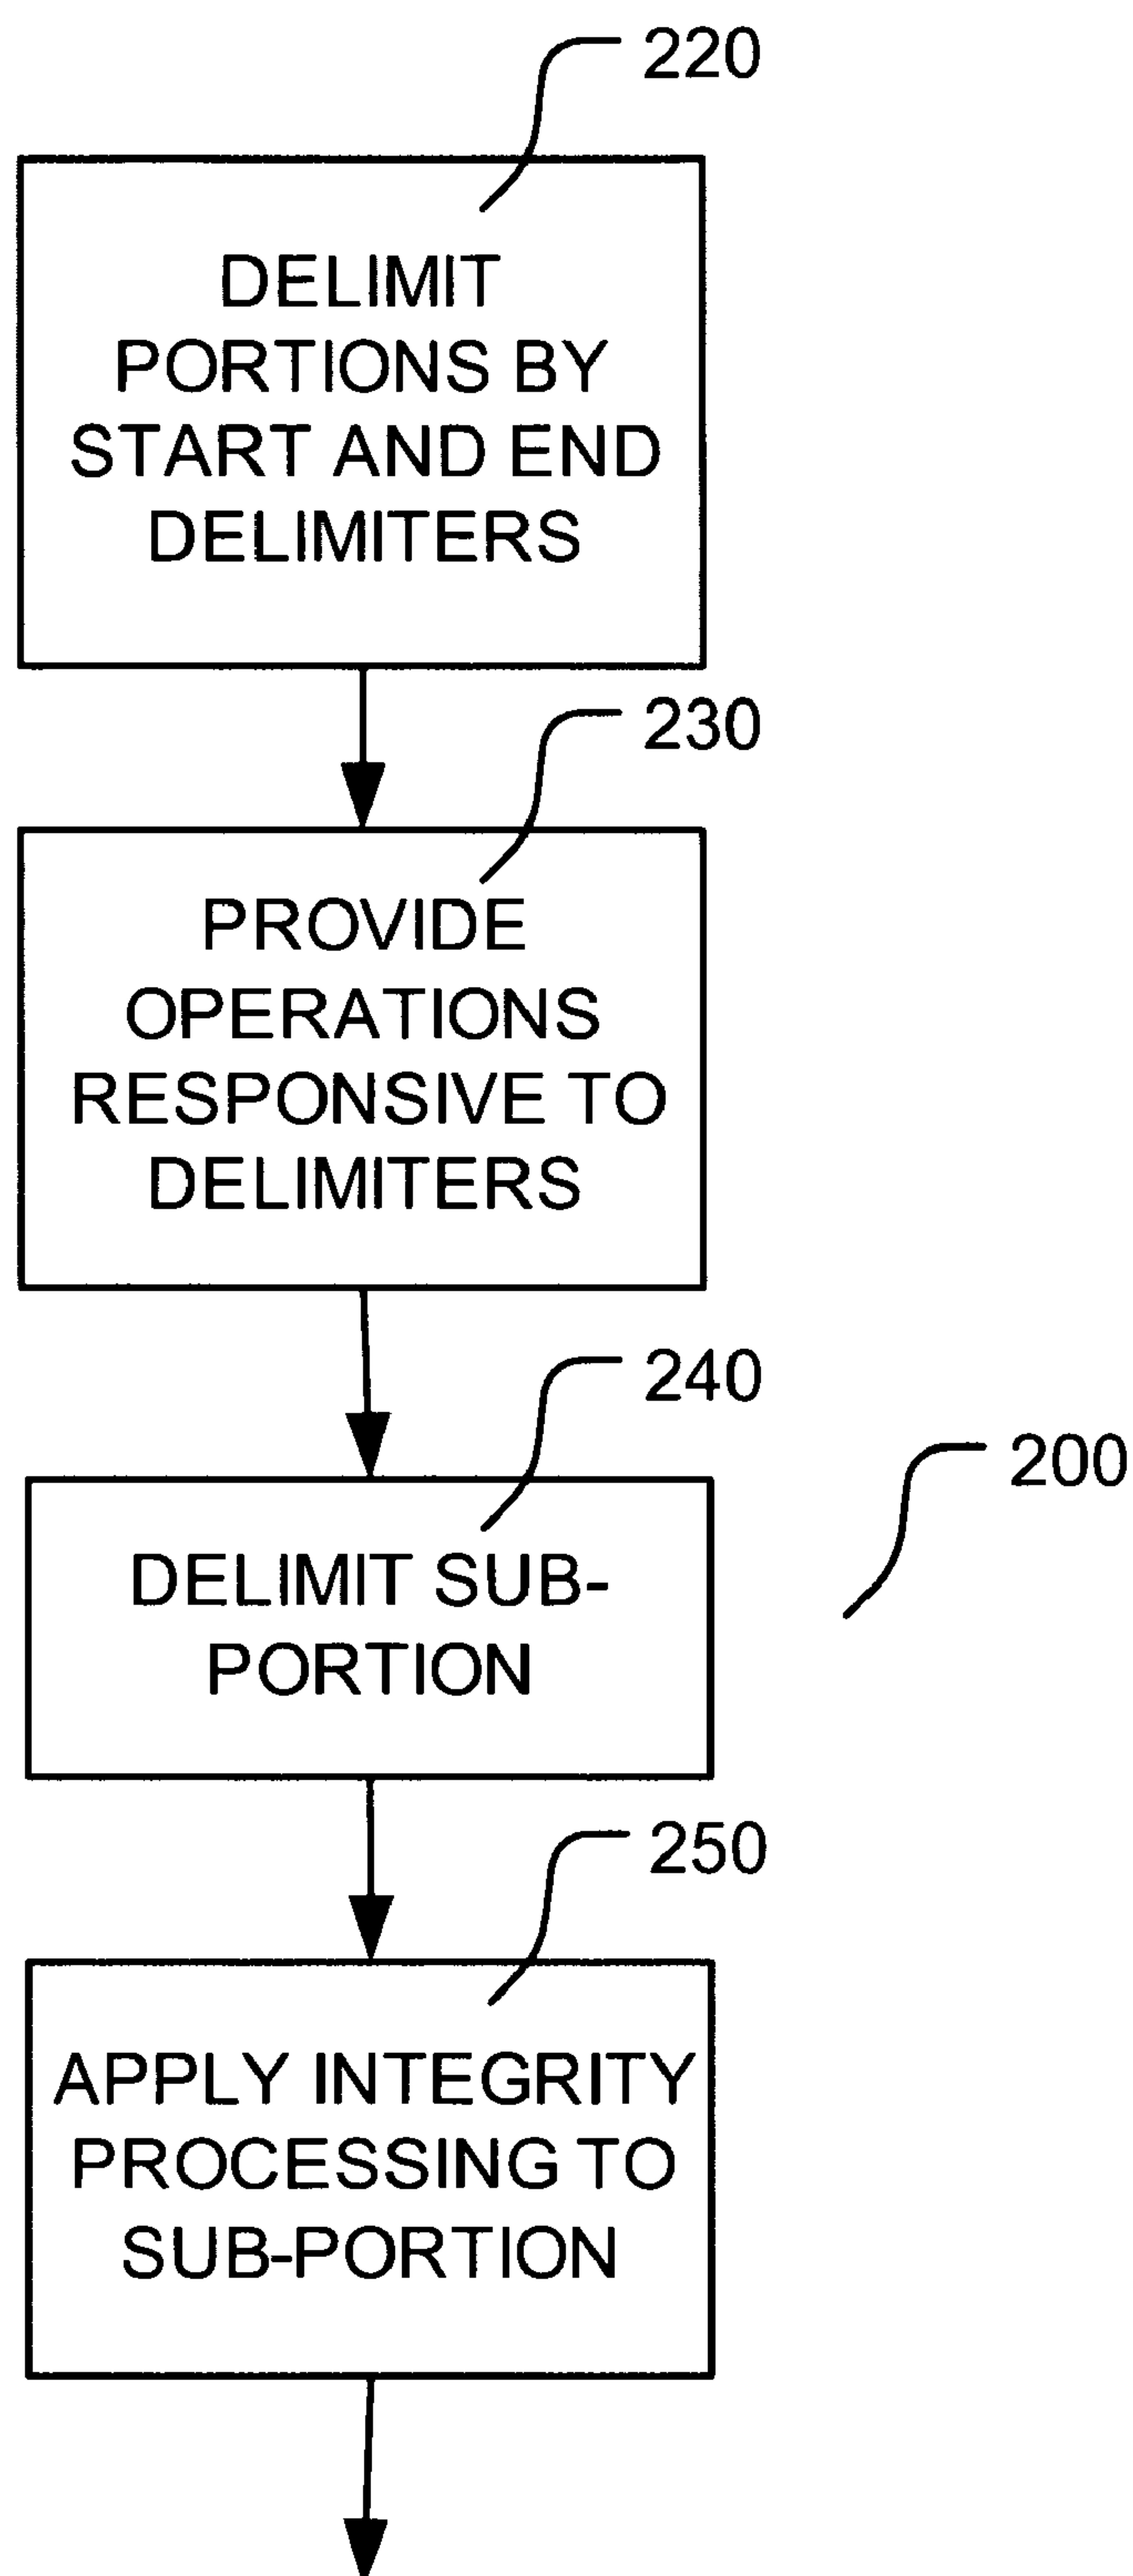 220
DELIMIT
PORTIONS BY
START AND END
DELIMITERS
230
PROVIDE
OPERATIONS
RESPONSIVE TO
DELIMITERS
240
200
DELIMIT SUB-
PORTION
250
APPLY INTEGRITY
PROCESSING TO
SUB-PORTION